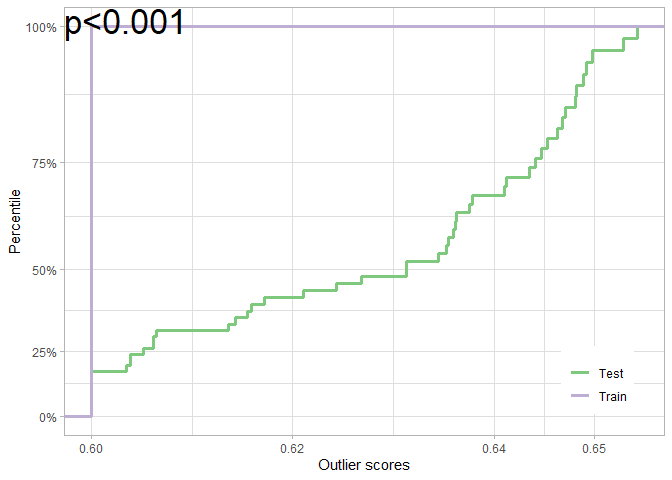 p<0.001
100%
75%
50%
25%
0%
Percentile
Test
Train
0.60 0.62 0.64 0.65
Outlier scores